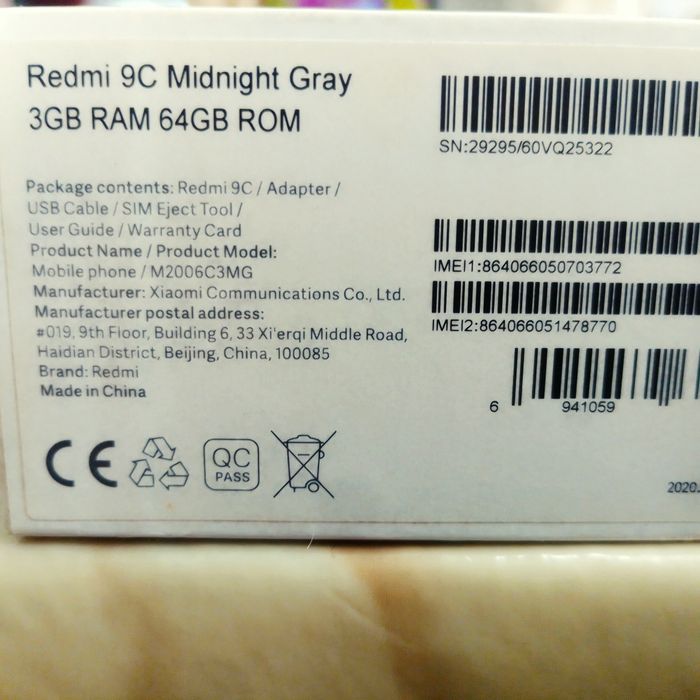 Redmi 9C Midnight Gray
3GB RAM 64GB ROM
Package contents: Redmi 9C / Adapter /
USB Cable / SIM Eject Tool /
User Guide / Warranty Card
Product Name / Product Model:
Mobile phone / M2006C3MG
Manufacturer: Xiaomi Communications Co., Ltd.
Manufacturer postal address:
#019, 9th Floor, Building 6, 33 Xi'erqi Middle Road,
Haidian District, Beijing, China, 100085
Brand: Redmi
Made in China
CE
QC
PASS
SN:29295/60VQ25322
IMEI1:864066050703772
IMEI2:864066051478770
6 941059
2020.